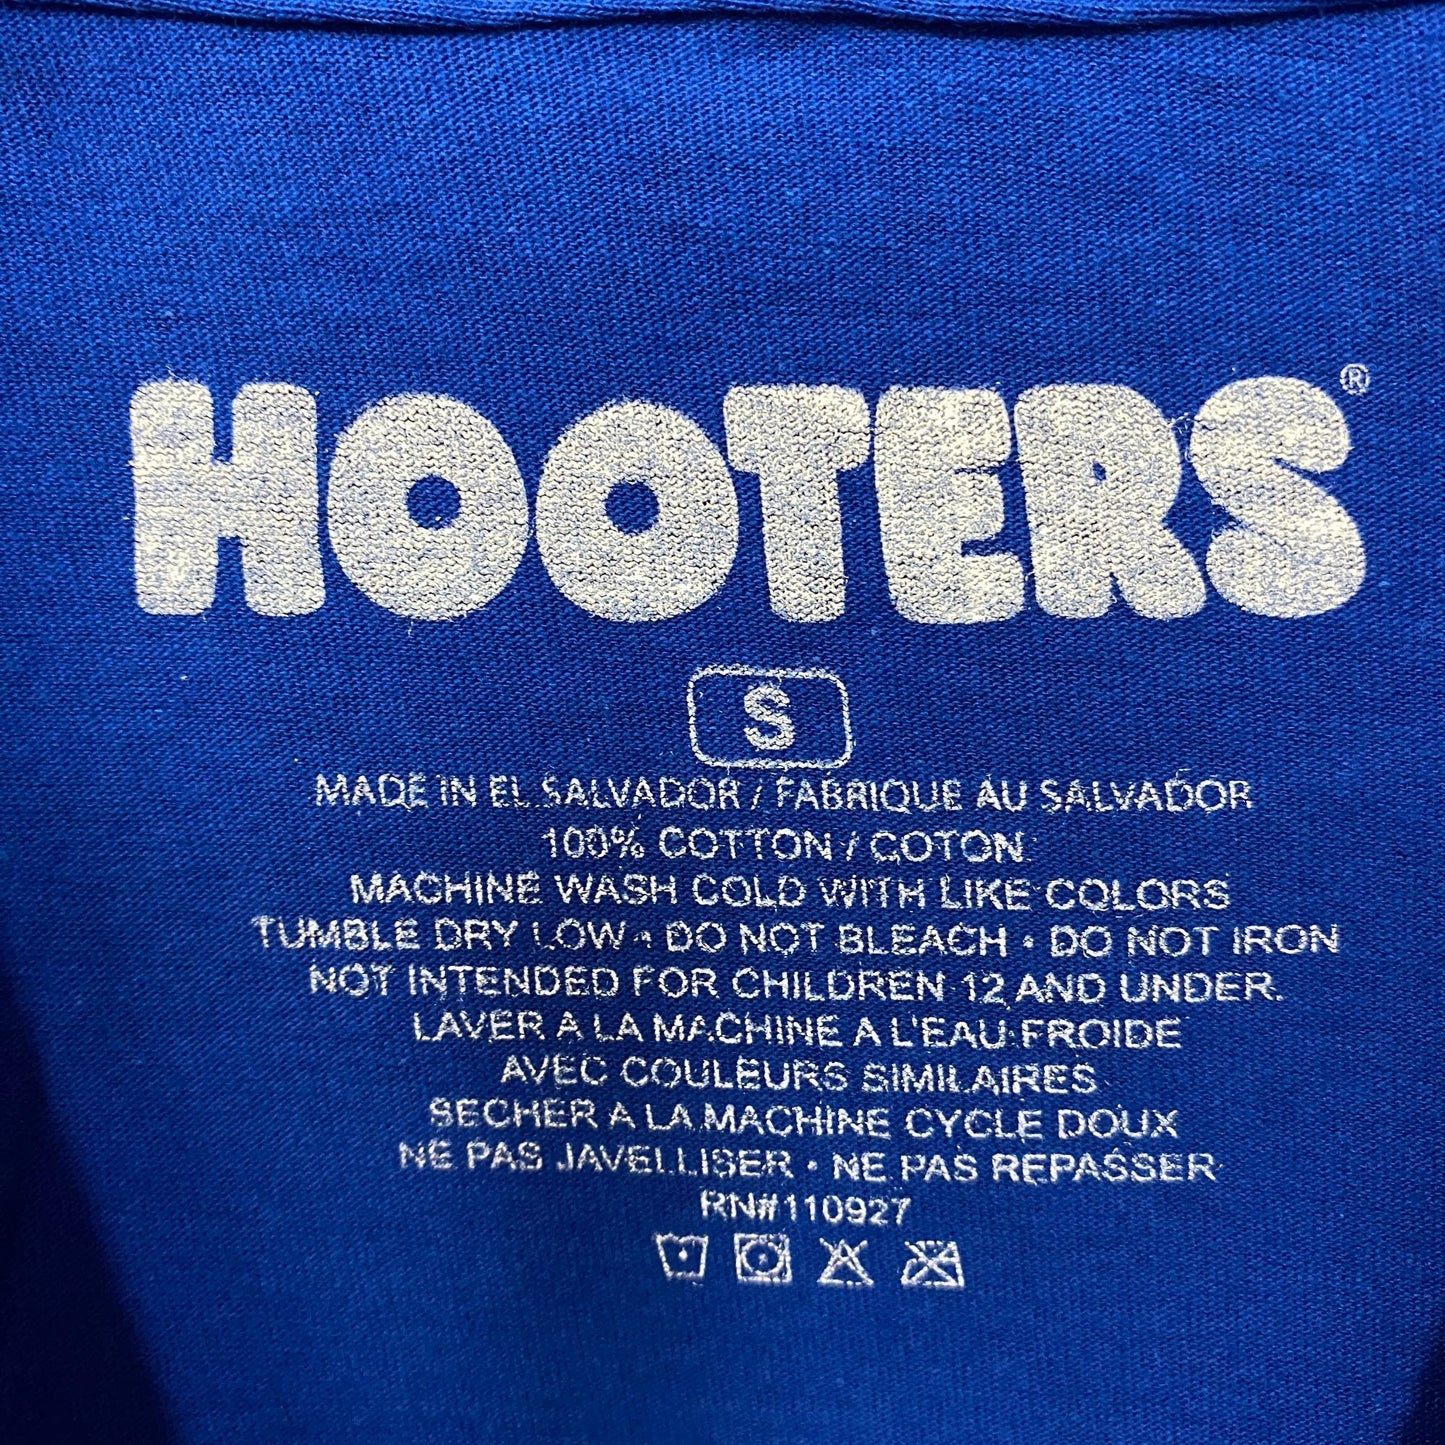 HOOTERS®
S
MADE IN EL SALVADOR / FABRIQUE AU SALVADOR
100% COTTON / COTON
MACHINE WASH COLD WITH LIKE COLORS
TUMBLE DRY LOW • DO NOT BLEACH • DO NOT IRON
NOT INTENDED FOR CHILDREN 12 AND UNDER.
LAVER A LA MACHINE A L'EAU FROIDE
AVEC COULEURS SIMILAIRES
SECHER A LA MACHINE CYCLE DOUX
NE PAS JAVELLISER • NE PAS REPASSER
RN#110927